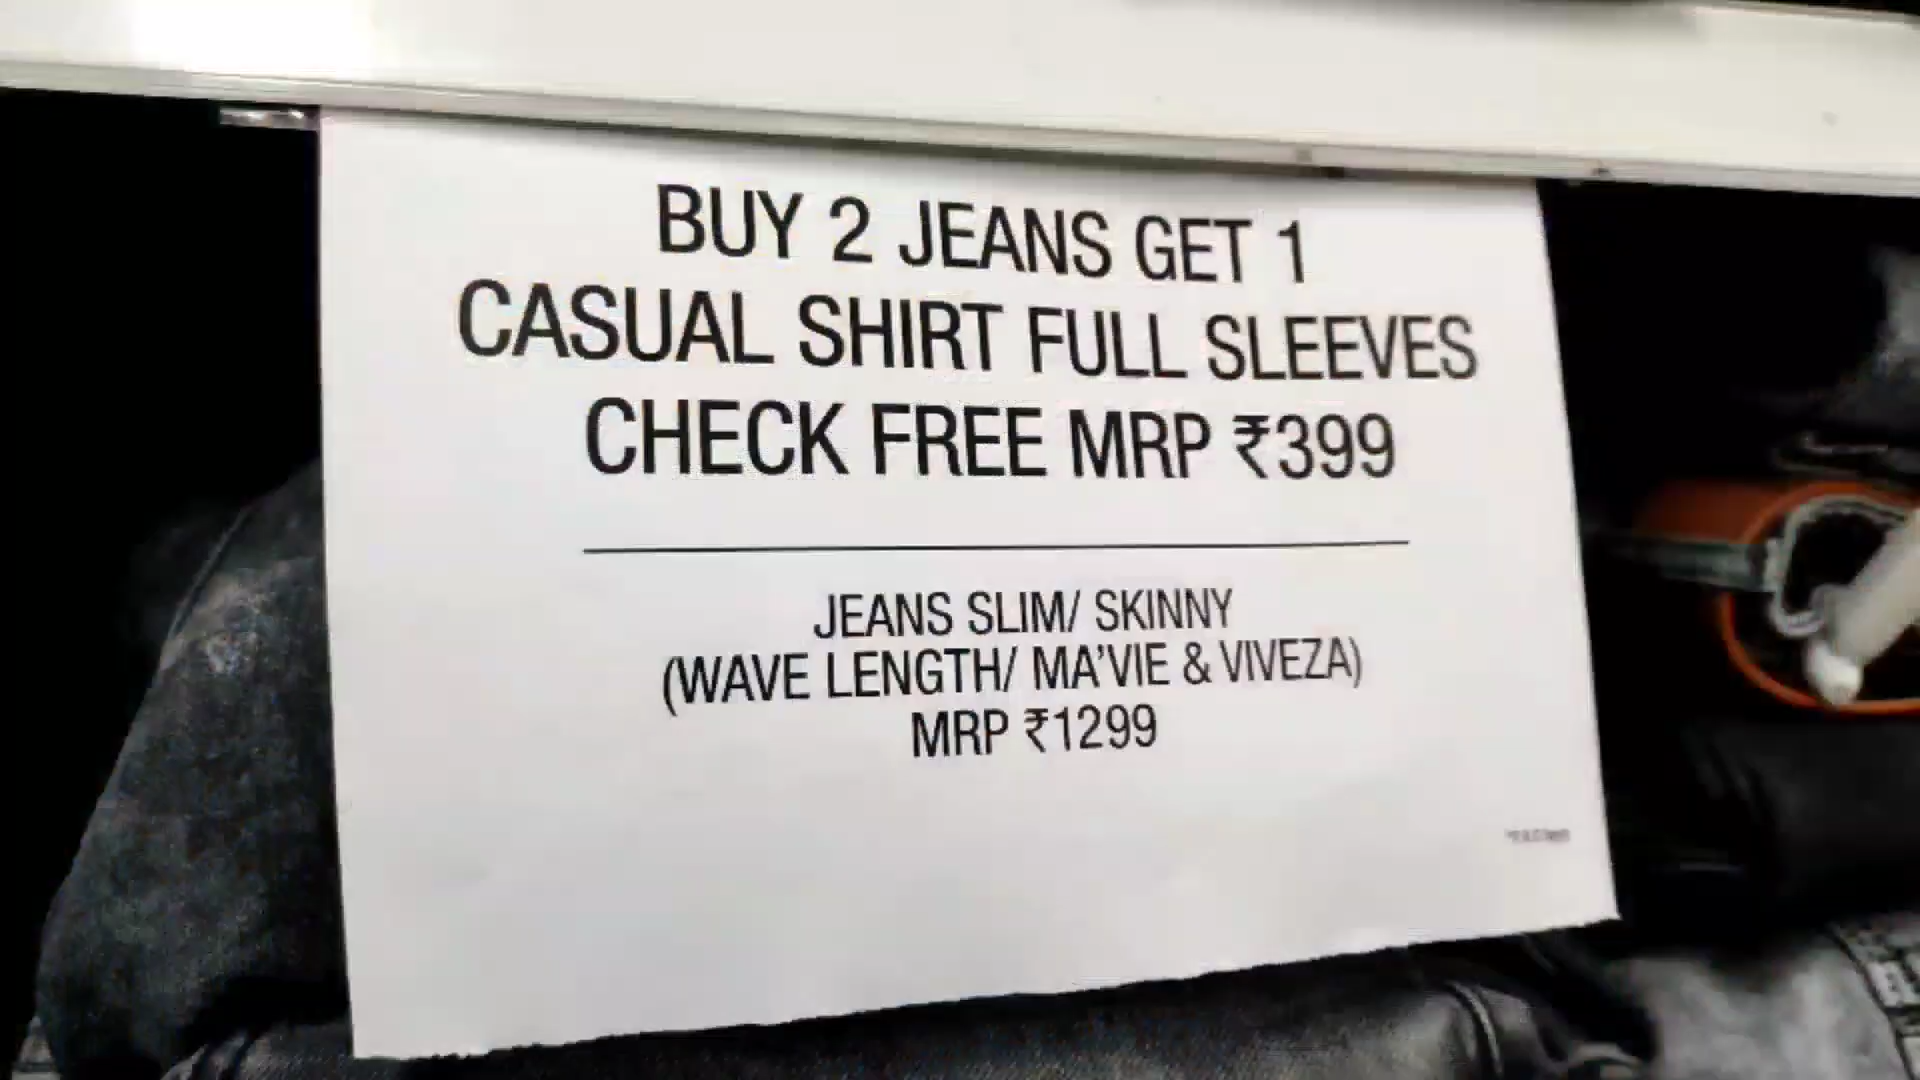 BUY 2 JEANS GET 1
CASUAL SHIRT FULL SLEEVES
CHECK FREE MRP ₹399
JEANS SLIM/ SKINNY
(WAVE LENGTH/ MA'VIE & VIVEZA)
MRP ₹1299